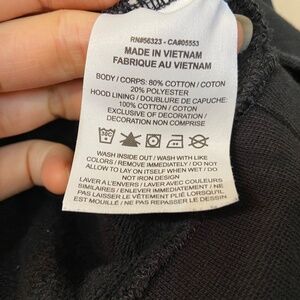 RN#56323 - CA#05553
MADE IN VIETNAM
FABRIQUE AU VIETNAM
BODY / CORPS: 80% COTTON / COTON
20% POLYESTER
HOOD LINING / DOUBLURE DE CAPUCHE:
100% COTTON / COTON
EXCLUSIVE OF DECORATION /
DECORATION NON COMPRISE
WASH INSIDE OUT / WASH WITH LIKE
COLORS / REMOVE IMMEDIATELY / DO NOT
ALLOW TO LAY ON ITSELF WHEN WET / DO
NOT IRON DESIGN
LAVER A L'ENVERS / LAVER AVEC COULEURS
SIMILAIRES / ENLEVER IMMEDIATEMENT / NE
PAS LAISSER LE VÊTEMENT PLIÉ LORSQU'IL
EST MOUILLE / NE PAS REPASSER LE DESSIN